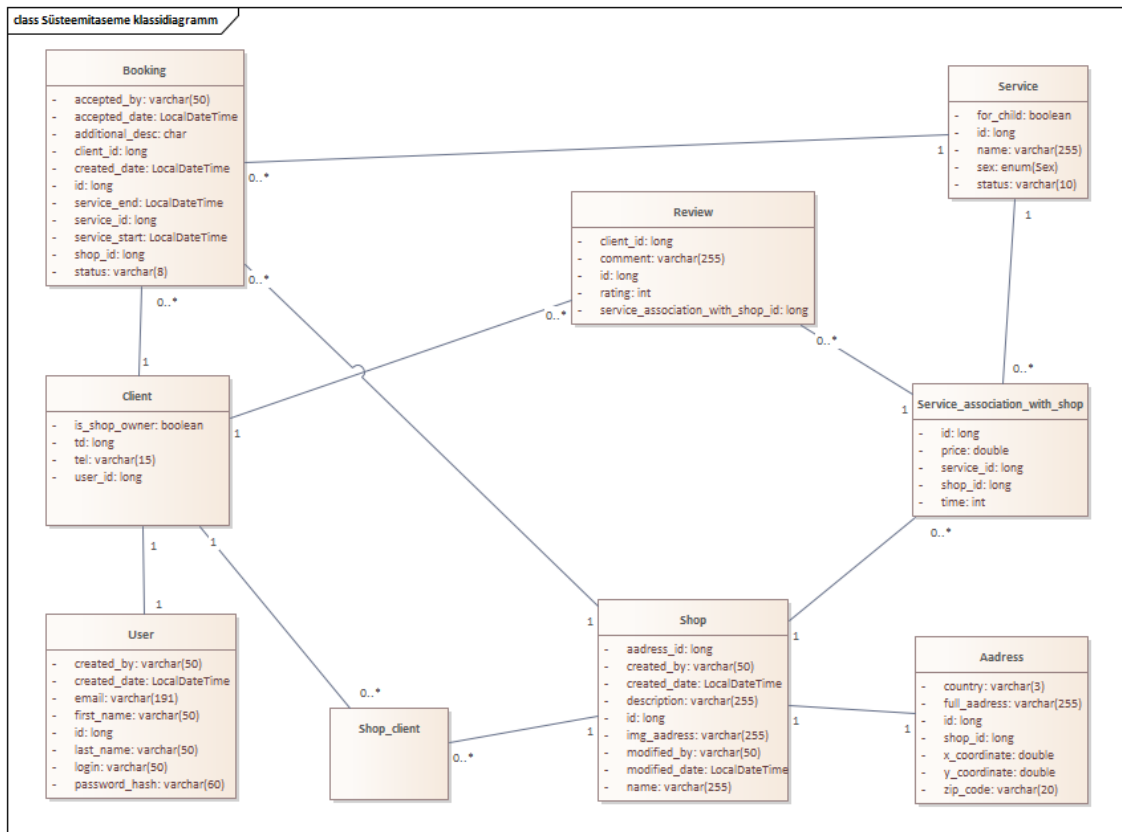 class Süsteemitaseme klassidiagramm
Booking
- accepted_by: varchar(50)
- accepted_date: LocalDateTime
- additional_desc: char
- client_id: long
- created_date: LocalDateTime
- id: long
- service_end: LocalDateTime
- service_id: long
- service_start: LocalDateTime
- shop_id: long
- status: varchar(8)
0..*
1
0..*
0..*
1
Service
- for_child: boolean
- id: long
- name: varchar(255)
- sex: enum(Sex)
- status: varchar(10)
1
0..*
Review
- client_id: long
- comment: varchar(255)
- id: long
- rating: int
- service_association_with_shop_id: long
0..*
0..*
1
Client
- is_shop_owner: boolean
- td: long
- tel: varchar(15)
- user_id: long
1
1
1
1
Service_association_with_shop
- id: long
- price: double
- service_id: long
- shop_id: long
- time: int
0..*
User
- created_by: varchar(50)
- created_date: LocalDateTime
- email: varchar(191)
- first_name: varchar(50)
- id: long
- last_name: varchar(50)
- login: varchar(50)
- password_hash: varchar(60)
0..*
Shop_client
0..*
1
1
Shop
- aadress_id: long
- created_by: varchar(50)
- created_date: LocalDateTime
- description: varchar(255)
- id: long
- img_aadress: varchar(255)
- modified_by: varchar(50)
- modified_date: LocalDateTime
- name: varchar(255)
1
1
1
Aadress
- country: varchar(3)
- full_aadress: varchar(255)
- id: long
- shop_id: long
- x_coordinate: double
- y_coordinate: double
- zip_code: varchar(20)